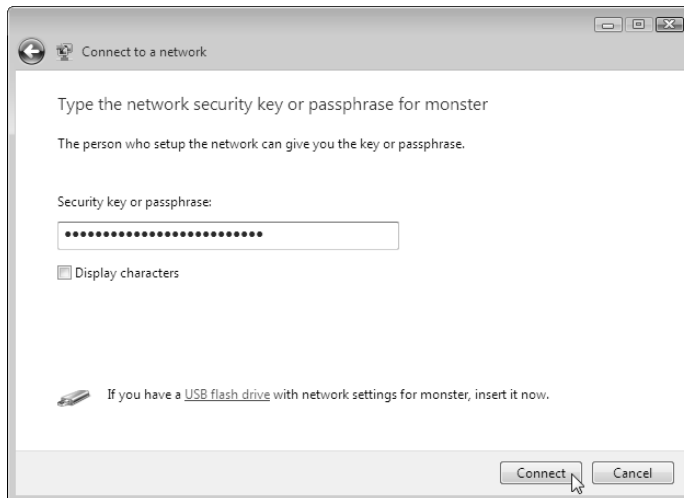 Connect to a network
Type the network security key or passphrase for monster
The person who setup the network can give you the key or passphrase.
Security key or passphrase:
••••••••••••••••••••••••••
Display characters
If you have a USB flash drive with network settings for monster, insert it now.
Connect Cancel